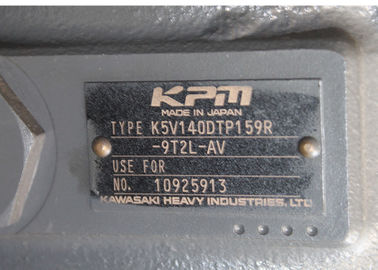 KPM
MADE IN JAPAN
TYPE K5V140DTP159R
-9T2L-AV
USE FOR
NO. 10925913
KAWASAKI HEAVY INDUSTRIES, LTD